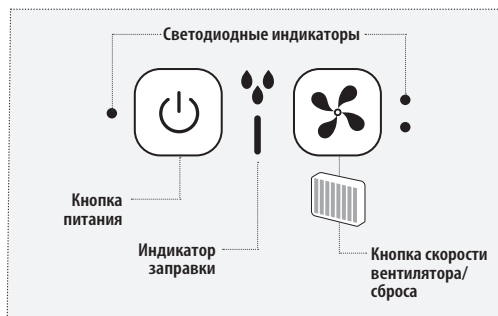 Светодиодные индикаторы
Кнопка
питания
Индикатор
заправки
Кнопка скорости
вентилятора/
сброса